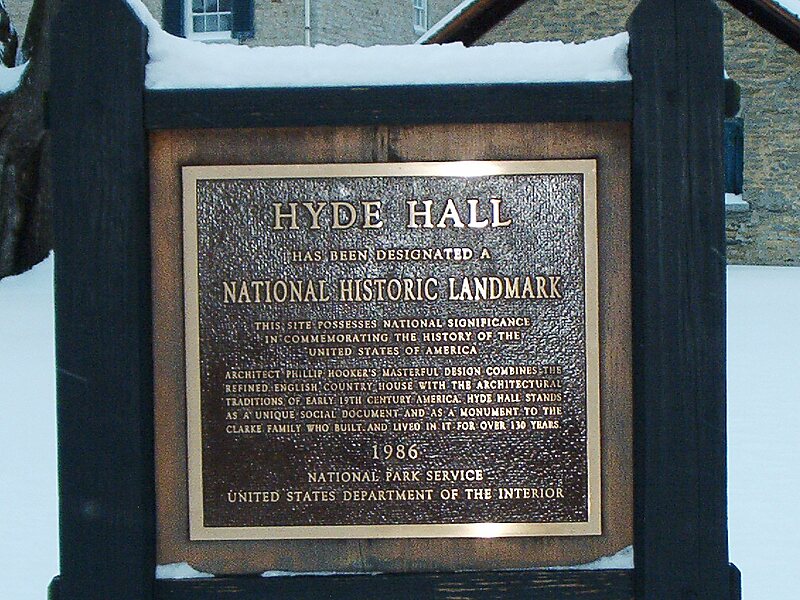 HYDE HALL
HAS BEEN DESIGNATED A
NATIONAL HISTORIC LANDMARK
THIS SITE POSSESSES NATIONAL SIGNIFICANCE
IN COMMEMORATING THE HISTORY OF THE
UNITED STATES OF AMERICA
ARCHITECT PHILLIP HOOKER'S MASTERFUL DESIGN COMBINES THE
REFINED ENGLISH COUNTRY HOUSE WITH THE ARCHITECTURAL
TRADITIONS OF EARLY 19TH CENTURY AMERICA. HYDE HALL STANDS
AS A UNIQUE SOCIAL DOCUMENT AND AS A MONUMENT TO THE
CLARKE FAMILY WHO BUILT AND LIVED IN IT FOR OVER 130 YEARS.
1986
NATIONAL PARK SERVICE
UNITED STATES DEPARTMENT OF THE INTERIOR